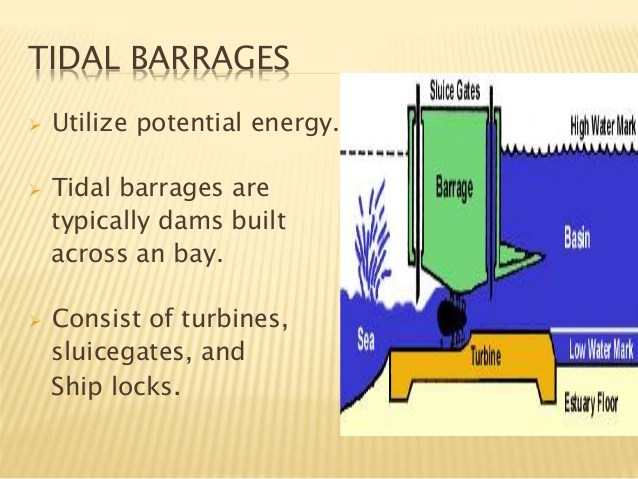 TIDAL BARRAGES
Utilize potential energy.
Tidal barrages are
typically dams built
across an bay.
Consist of turbines,
sluicegates, and
Ship locks.
Sluice Gates
High Water Mark
Barrage
Basin
Sea
Turbine
Low Water Mark
Estuary Floor